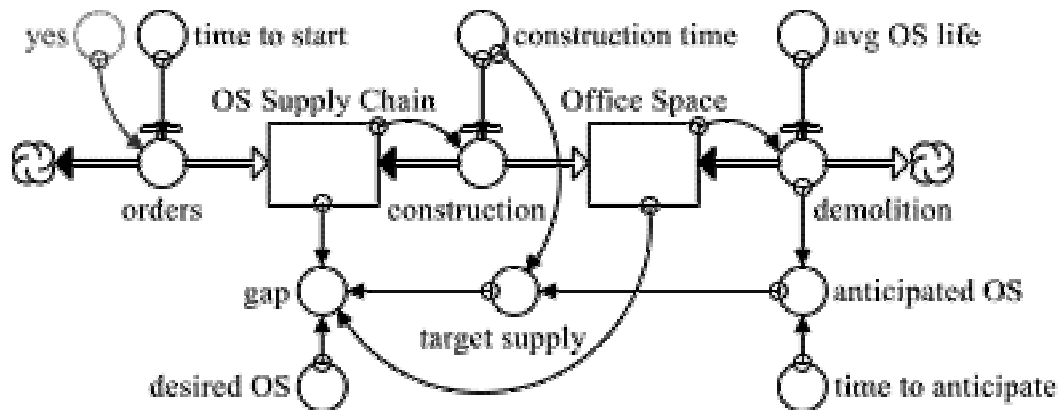 yes
time to start
construction time
avg OS life
OS Supply Chain
Office Space
orders
construction
demolition
gap
anticipated OS
target supply
desired OS
time to anticipate